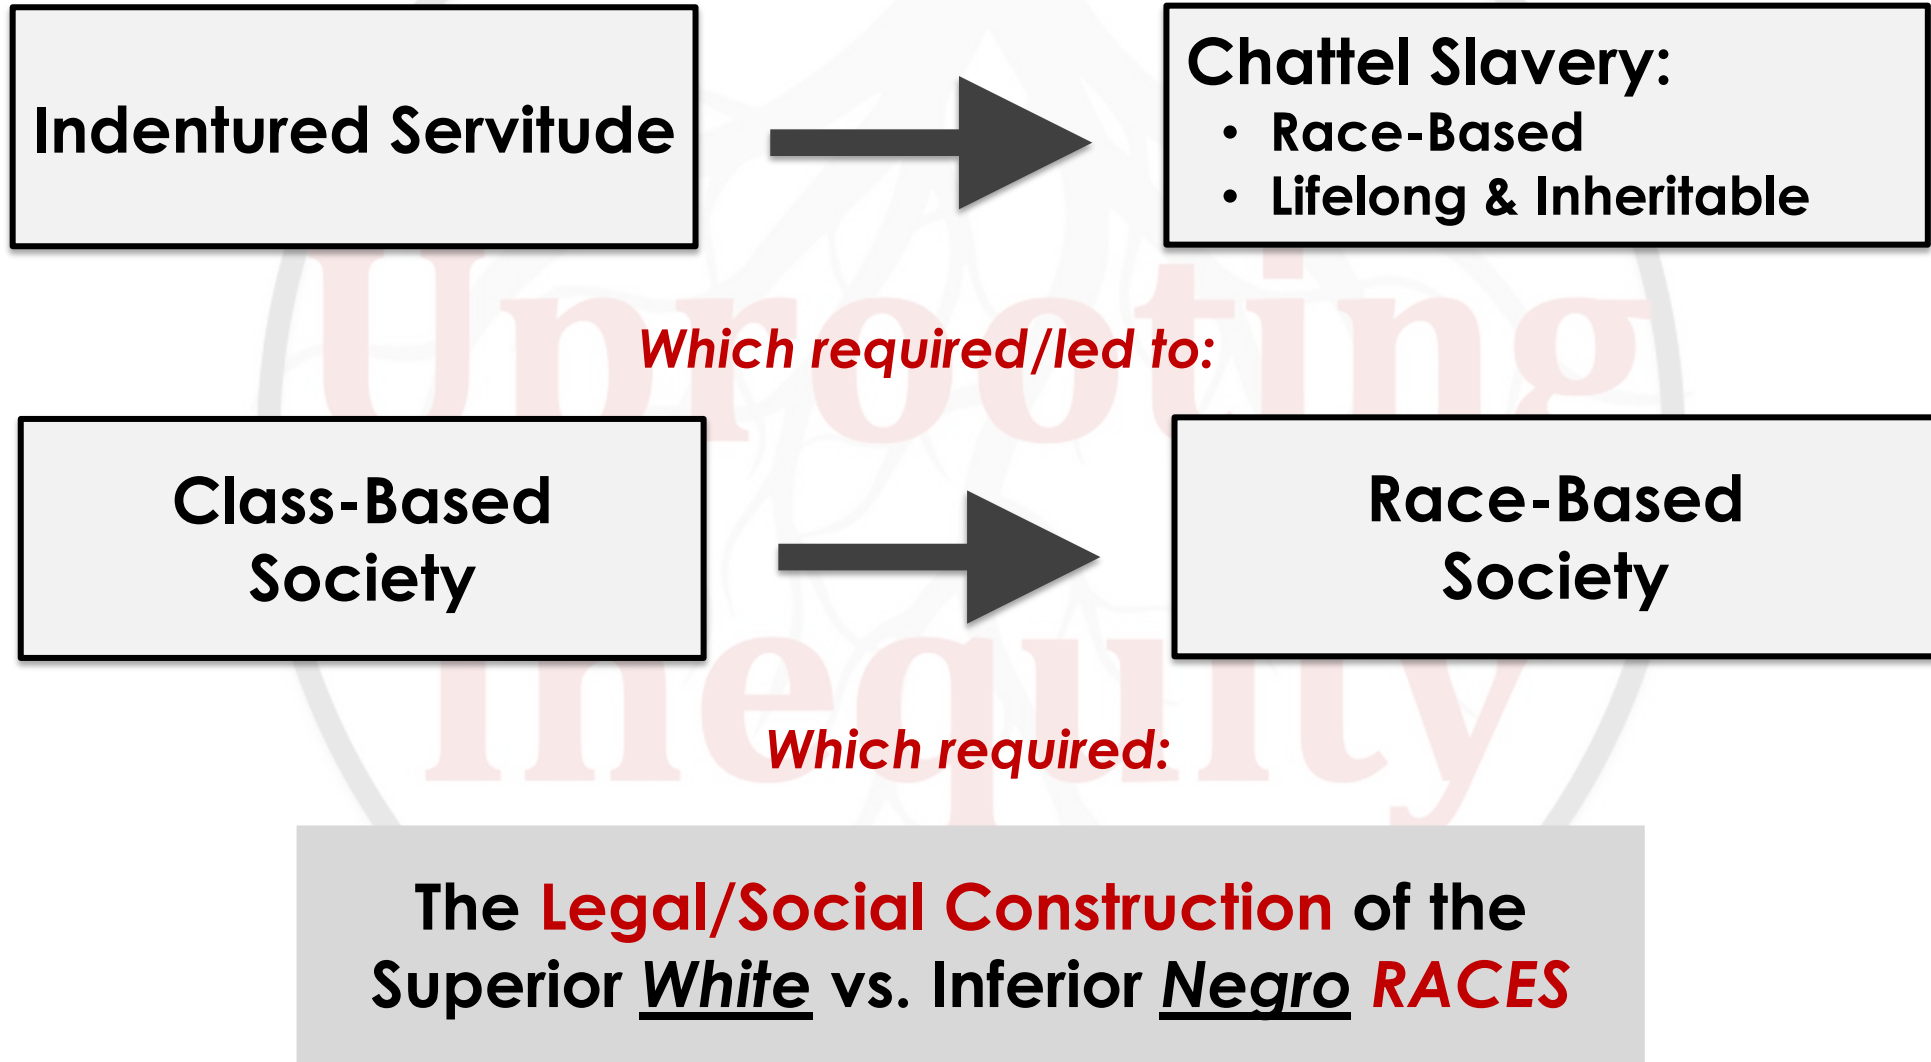 Indentured Servitude
Chattel Slavery:
• Race-Based
• Lifelong & Inheritable
Uprooting
Which required/led to:
Class-Based
Society
Race-Based
Society
Inequity
Which required:
The Legal/Social Construction of the
Superior White vs. Inferior Negro RACES